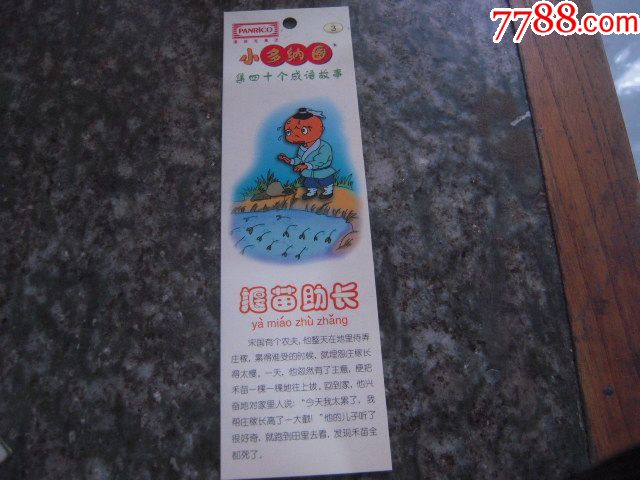 7788.com
PANRICO
3
小多纳圈
集四十个成语故事
揠苗助长
yà miáo zhù zhǎng
宋国有个农夫，他整天在地里侍弄
庄稼，累得难受的时候，就埋怨庄稼长
得太慢。一天，他忽然有了主意，便把
禾苗一棵一棵地往上拔。回到家，他兴
奋地对家里人说：“今天我太累了，我
帮庄稼长高了一大截！”他的儿子听了
很好奇，就跑到田里去看，发现禾苗全
都死了。